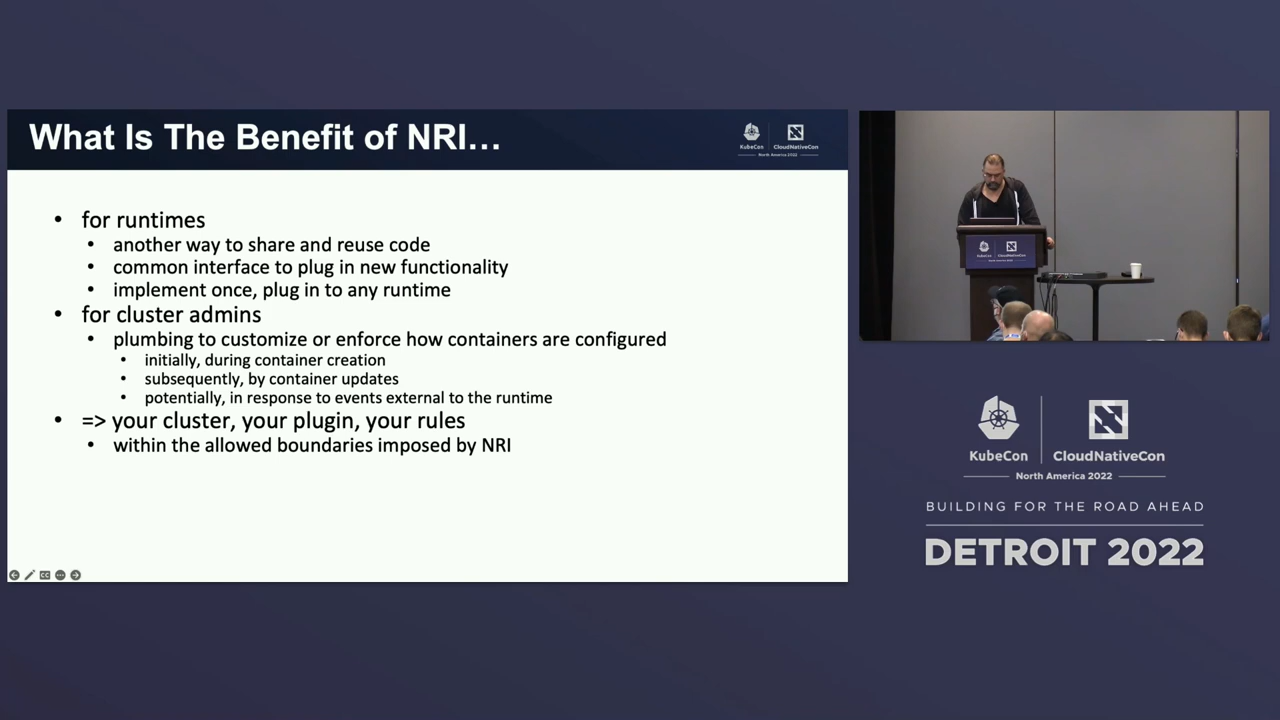 What Is The Benefit of NRI...
KubeCon
CloudNativeCon
North America 2022
• for runtimes
• another way to share and reuse code
• common interface to plug in new functionality
• implement once, plug in to any runtime
• for cluster admins
• plumbing to customize or enforce how containers are configured
• initially, during container creation
• subsequently, by container updates
• potentially, in response to events external to the runtime
• => your cluster, your plugin, your rules
• within the allowed boundaries imposed by NRI
CC
KubeCon
CloudNativeCon
North America 2022
BUILDING FOR THE ROAD AHEAD
DETROIT 2022